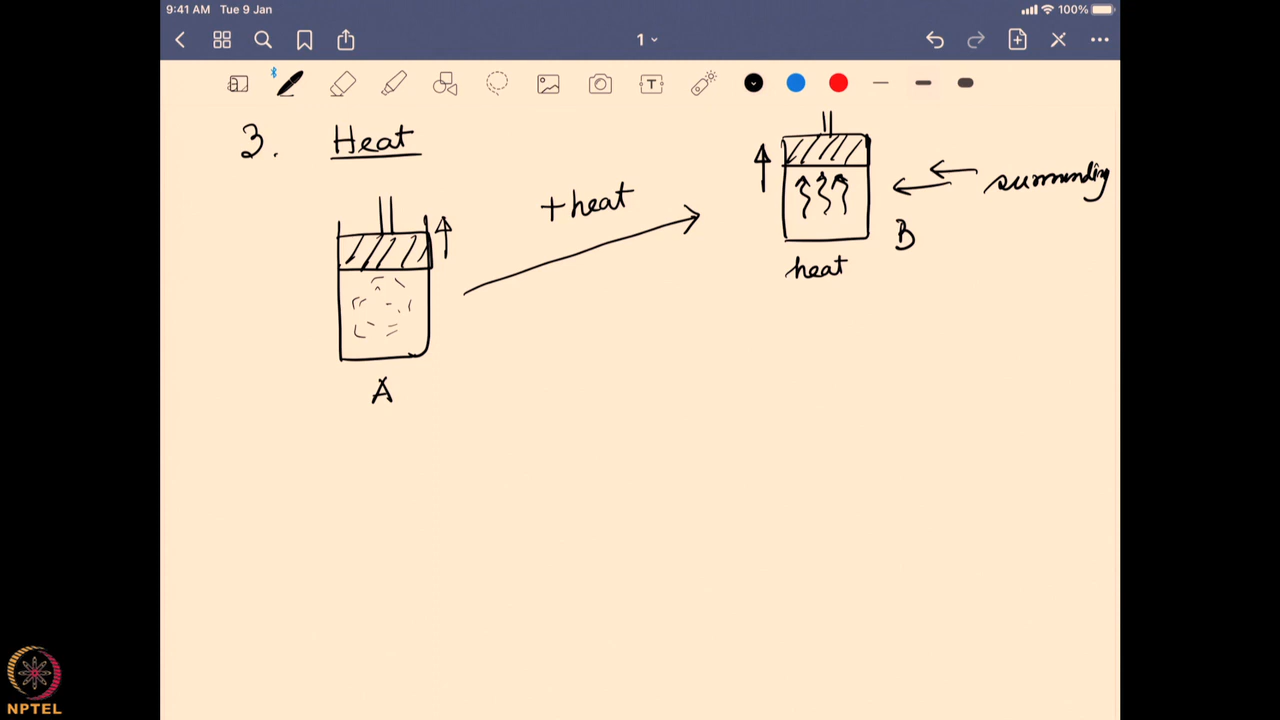 9:41 AM Tue 9 Jan
100%
1
T
3. Heat
+heat
surrounding
B
heat
A
NPTEL